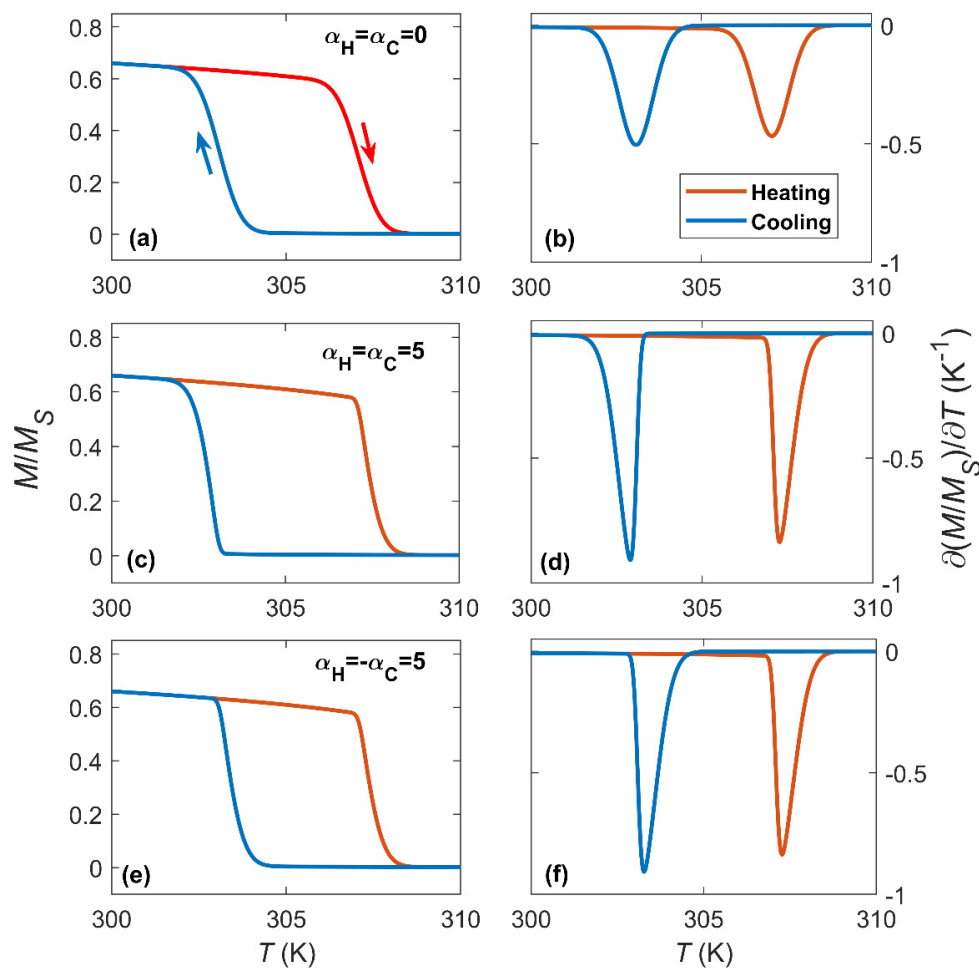 0.8
0.6
0.4
0.2
0
α_H=α_C=0
(a)
300
305
310
0
-0.5
-1
Heating
Cooling
(b)
300
305
310
0.8
0.6
0.4
0.2
0
α_H=α_C=5
(c)
300
305
310
0
-0.5
-1
(d)
300
305
310
M/M_S
∂(M/M_S)/∂T (K⁻¹)
0.8
0.6
0.4
0.2
0
α_H=-α_C=5
(e)
300
305
310
T (K)
0
-0.5
-1
(f)
300
305
310
T (K)